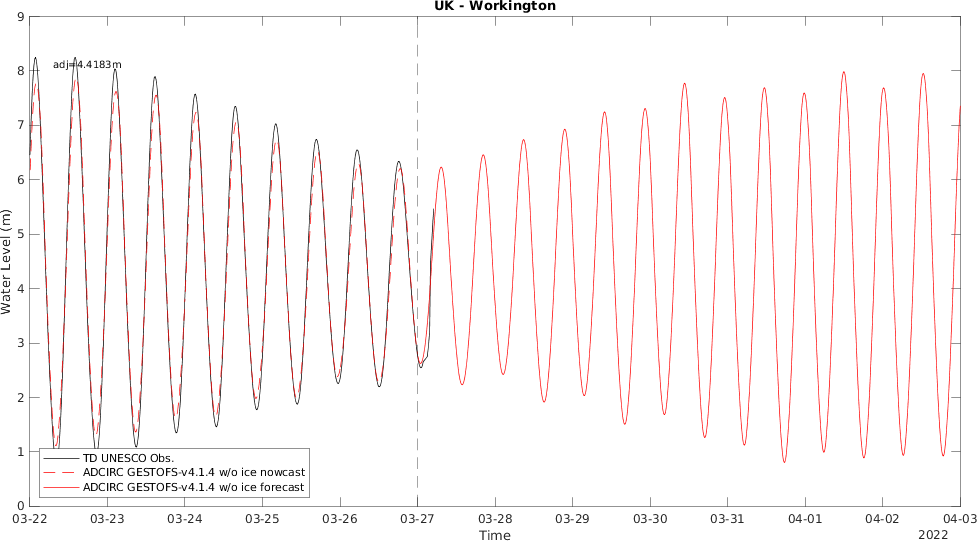 UK - Workington
adj=4.4183m
Water Level (m)
9
8
7
6
5
4
3
2
1
0
TD UNESCO Obs.
ADCIRC GESTOFS-v4.1.4 w/o ice nowcast
ADCIRC GESTOFS-v4.1.4 w/o ice forecast
03-22 03-23 03-24 03-25 03-26 03-27 03-28 03-29 03-30 03-31 04-01 04-02 04-03
Time
2022